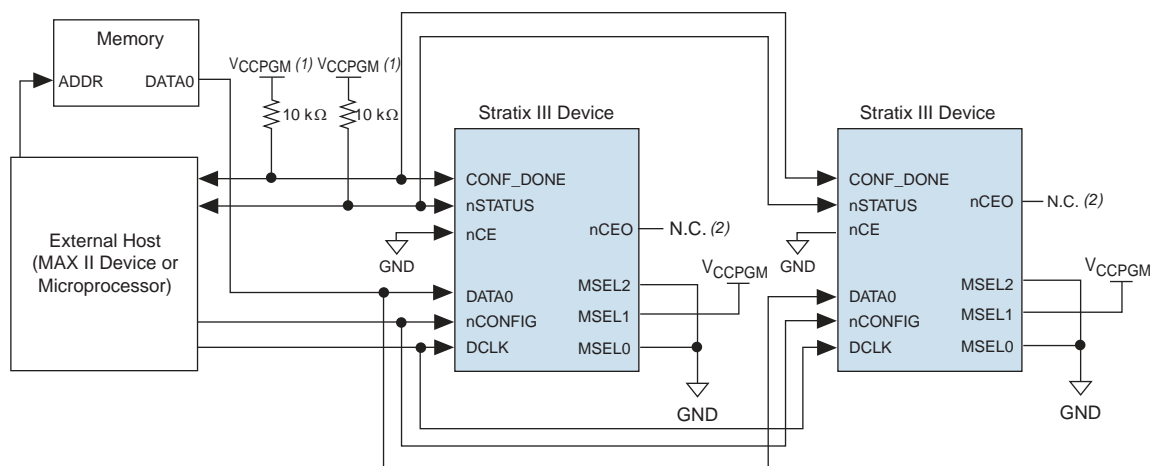 Memory
ADDR DATA0
VCCPGM (1) VCCPGM (1)
10 kΩ 10 kΩ
External Host
(MAX II Device or
Microprocessor)
Stratix III Device
CONF_DONE
nSTATUS
nCE
nCEO N.C. (2)
GND
DATA0
nCONFIG
DCLK
MSEL2
MSEL1
MSEL0
VCCPGM
GND
Stratix III Device
CONF_DONE
nSTATUS
nCE
nCEO N.C. (2)
GND
DATA0
nCONFIG
DCLK
MSEL2
MSEL1
MSEL0
VCCPGM
GND